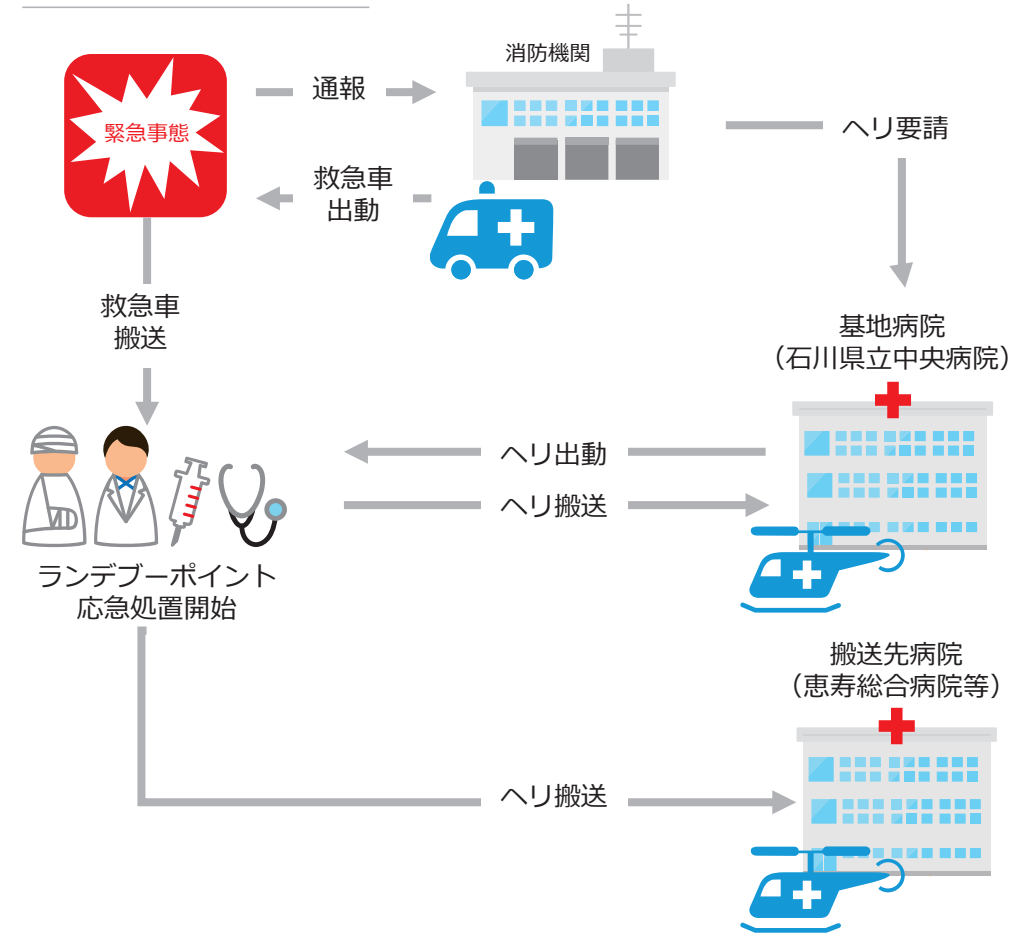 消防機関
通報
緊急事態
ヘリ要請
救急車
出動
救急車
搬送
基地病院
（石川県立中央病院）
ヘリ出動
ヘリ搬送
ランデブーポイント
応急処置開始
搬送先病院
（恵寿総合病院等）
ヘリ搬送